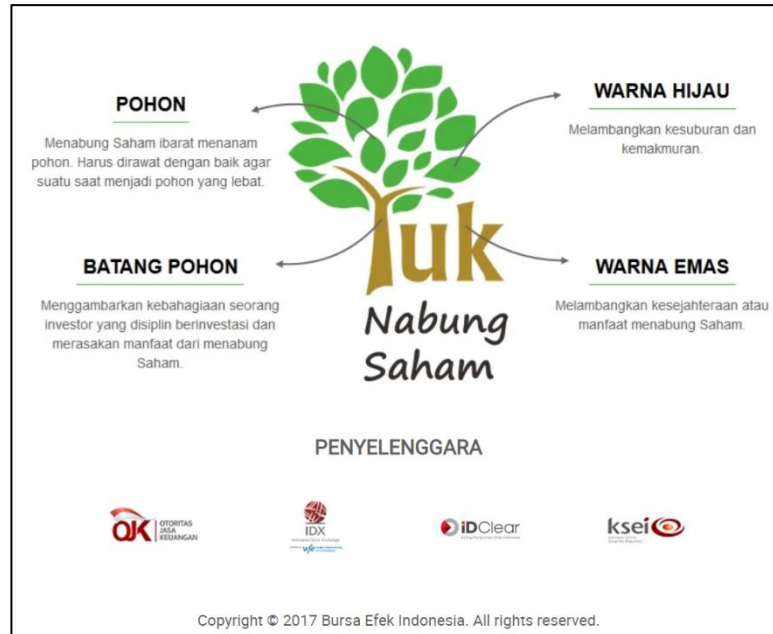 POHON
Menabung Saham ibarat menanam
pohon. Harus dirawat dengan baik agar
suatu saat menjadi pohon yang lebat.
WARNA HIJAU
Melambangkan kesuburan dan
kemakmuran.
BATANG POHON
Menggambarkan kebahagiaan seorang
investor yang disiplin berinvestasi dan
merasakan manfaat dari menabung
Saham.
WARNA EMAS
Melambangkan kesejahteraan atau
manfaat menabung Saham.
Yuk
Nabung
Saham
PENYELENGGARA
OJK
OTORITAS
JASA
KEUANGAN
IDX
Indonesia Stock Exchange
iDClear
ksei
Copyright © 2017 Bursa Efek Indonesia. All rights reserved.